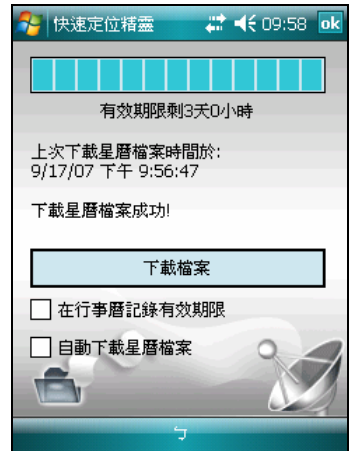 快速定位精靈 09:58 ok
有效期限剩3天0小時
上次下載星曆檔案時間於:
9/17/07 下午 9:56:47
下載星曆檔案成功!
下載檔案
在行事曆記錄有效期限
自動下載星曆檔案